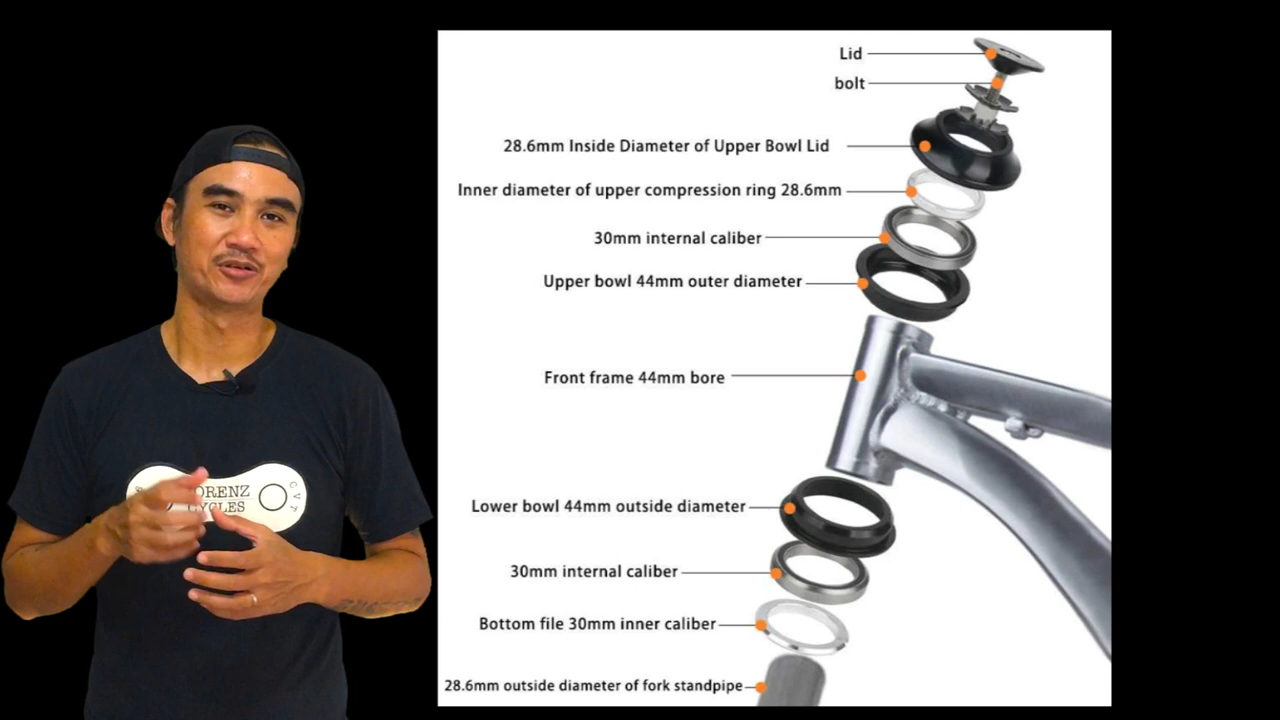 Lid
bolt
28.6mm Inside Diameter of Upper Bowl Lid
Inner diameter of upper compression ring 28.6mm
30mm internal caliber
Upper bowl 44mm outer diameter
Front frame 44mm bore
ORENZ
CYCLES
C V T
Lower bowl 44mm outside diameter
30mm internal caliber
Bottom file 30mm inner caliber
28.6mm outside diameter of fork standpipe